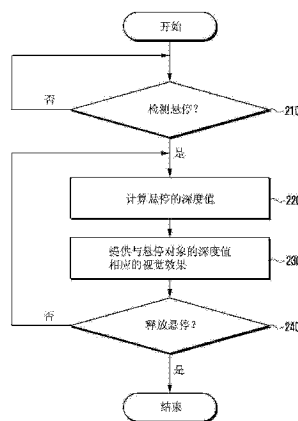 开始
否
检测悬停?
210
是
计算悬停的深度值
220
提供与悬停对象的深度值
相应的视觉效果
230
否
释放悬停?
240
是
结束